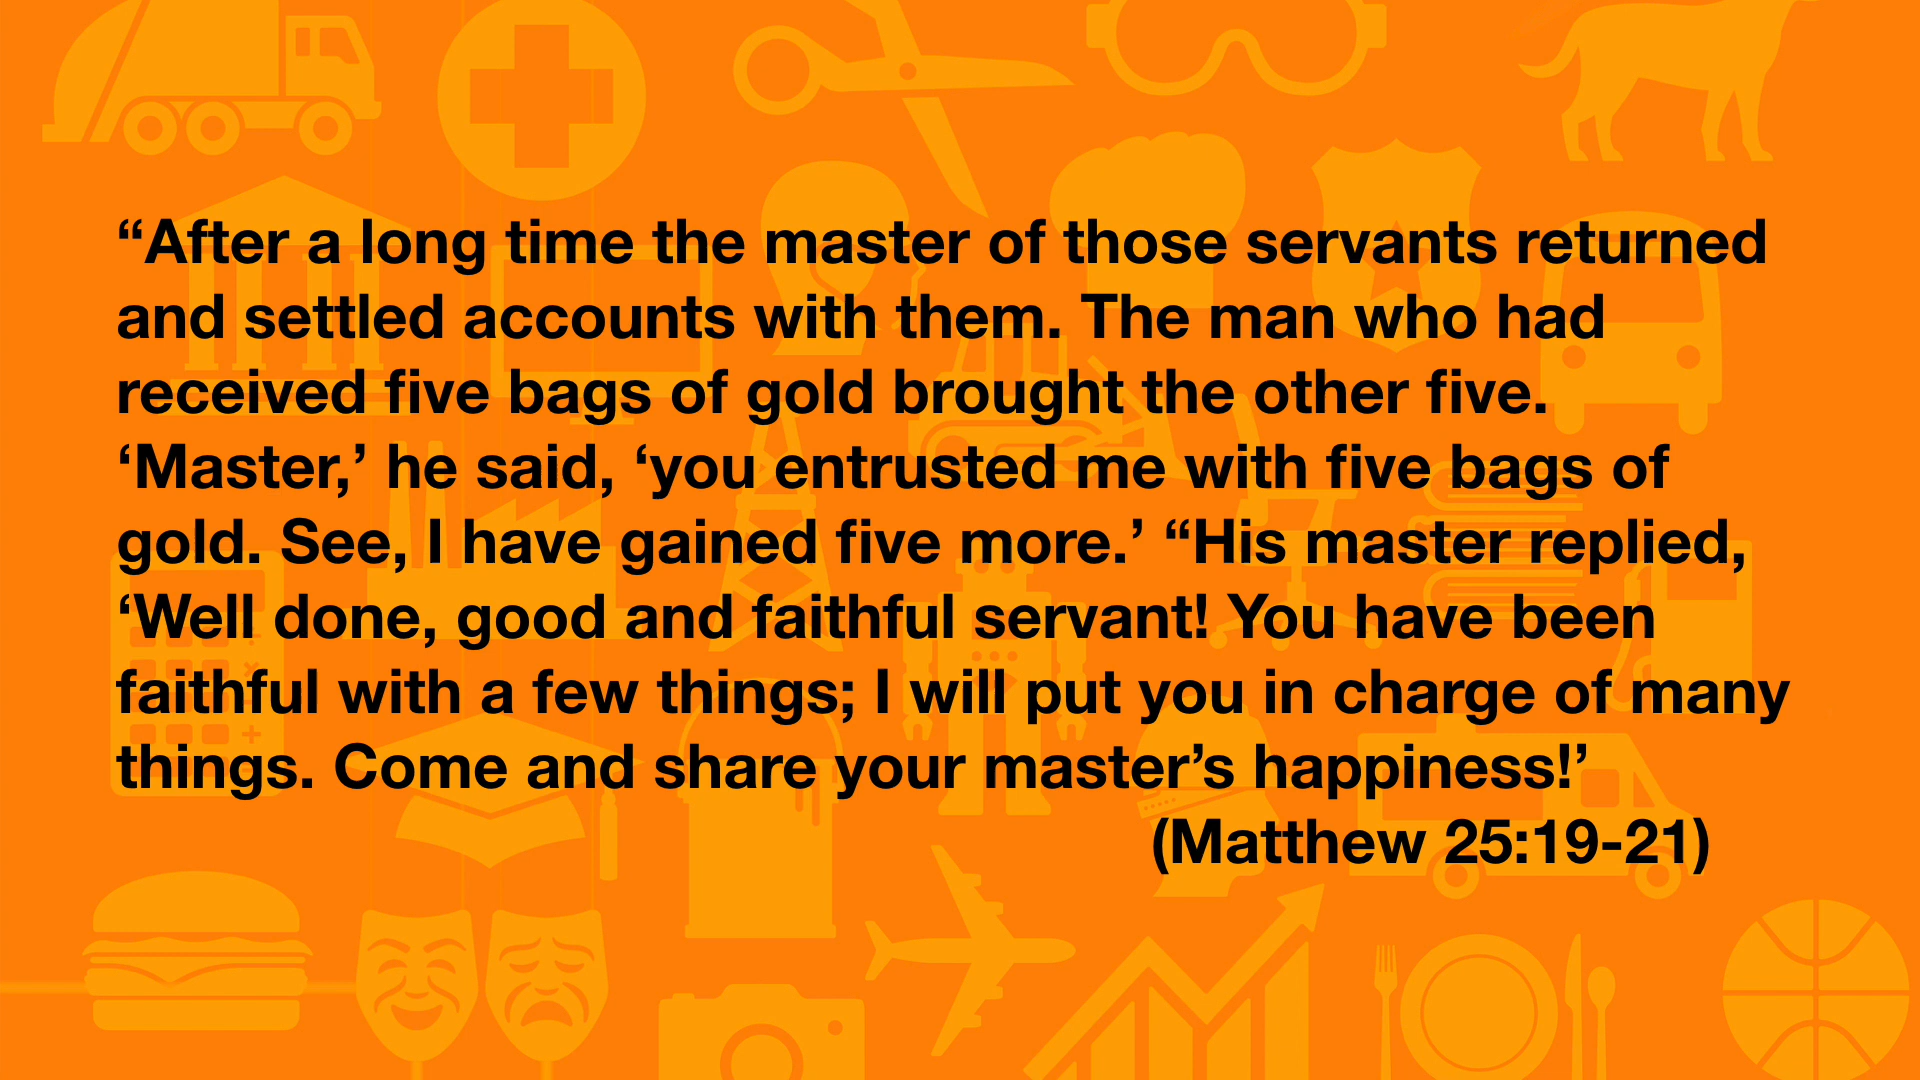 “After a long time the master of those servants returned
and settled accounts with them. The man who had
received five bags of gold brought the other five.
‘Master,’ he said, ‘you entrusted me with five bags of
gold. See, I have gained five more.’ “His master replied,
‘Well done, good and faithful servant! You have been
faithful with a few things; I will put you in charge of many
things. Come and share your master’s happiness!’
(Matthew 25:19-21)